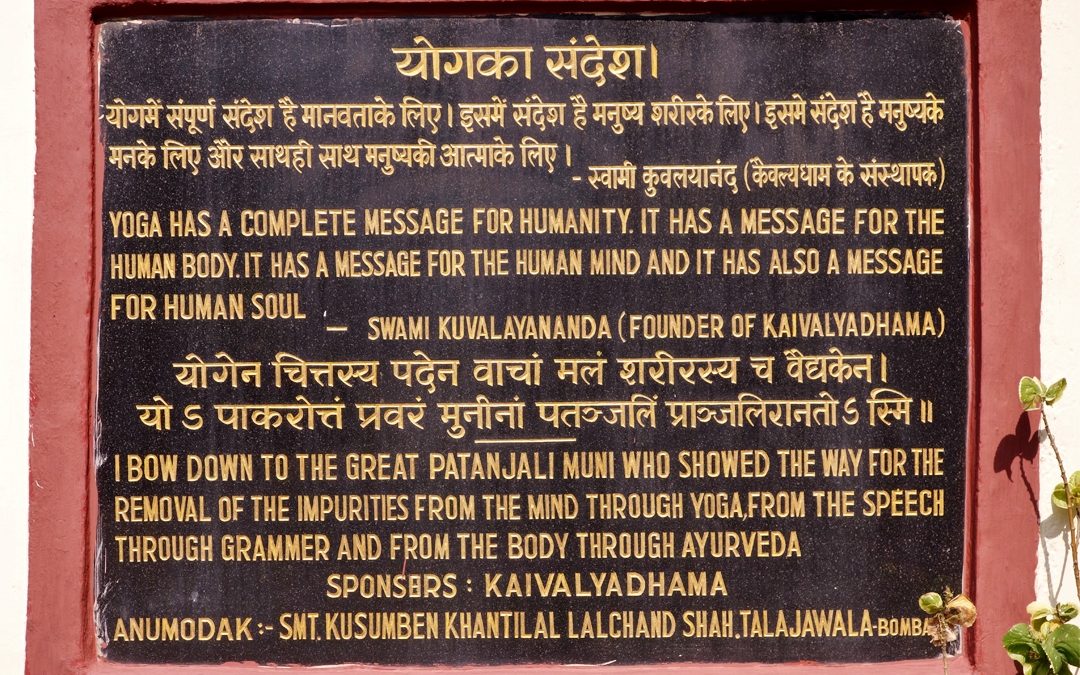 योगका संदेश।
योगमें संपूर्ण संदेश है मानवताके लिए। इसमें संदेश है मनुष्य शरीरके लिए। इसमे संदेश है मनुष्यके
मनके लिए और साथही साथ मनुष्यकी आत्माके लिए।
- स्वामी कुवलयानंद (कैवल्यधाम के संस्थापक)
YOGA HAS A COMPLETE MESSAGE FOR HUMANITY. IT HAS A MESSAGE FOR THE
HUMAN BODY. IT HAS A MESSAGE FOR THE HUMAN MIND AND IT HAS ALSO A MESSAGE
FOR HUMAN SOUL
— SWAMI KUVALAYANANDA (FOUNDER OF KAIVALYADHAMA)
योगेन चित्तस्य पदेन वाचां मलं शरीरस्य च वैद्यकेन।
यो ऽ पाकरोत्तं प्रवरं मुनीनां पतञ्जलिं प्राञ्जलिरानतो ऽ स्मि॥
I BOW DOWN TO THE GREAT PATANJALI MUNI WHO SHOWED THE WAY FOR THE
REMOVAL OF THE IMPURITIES FROM THE MIND THROUGH YOGA, FROM THE SPEECH
THROUGH GRAMMER AND FROM THE BODY THROUGH AYURVEDA
SPONSORS : KAIVALYADHAMA
ANUMODAK :- SMT. KUSUMBEN KHANTILAL LALCHAND SHAH. TALAJAWALA-